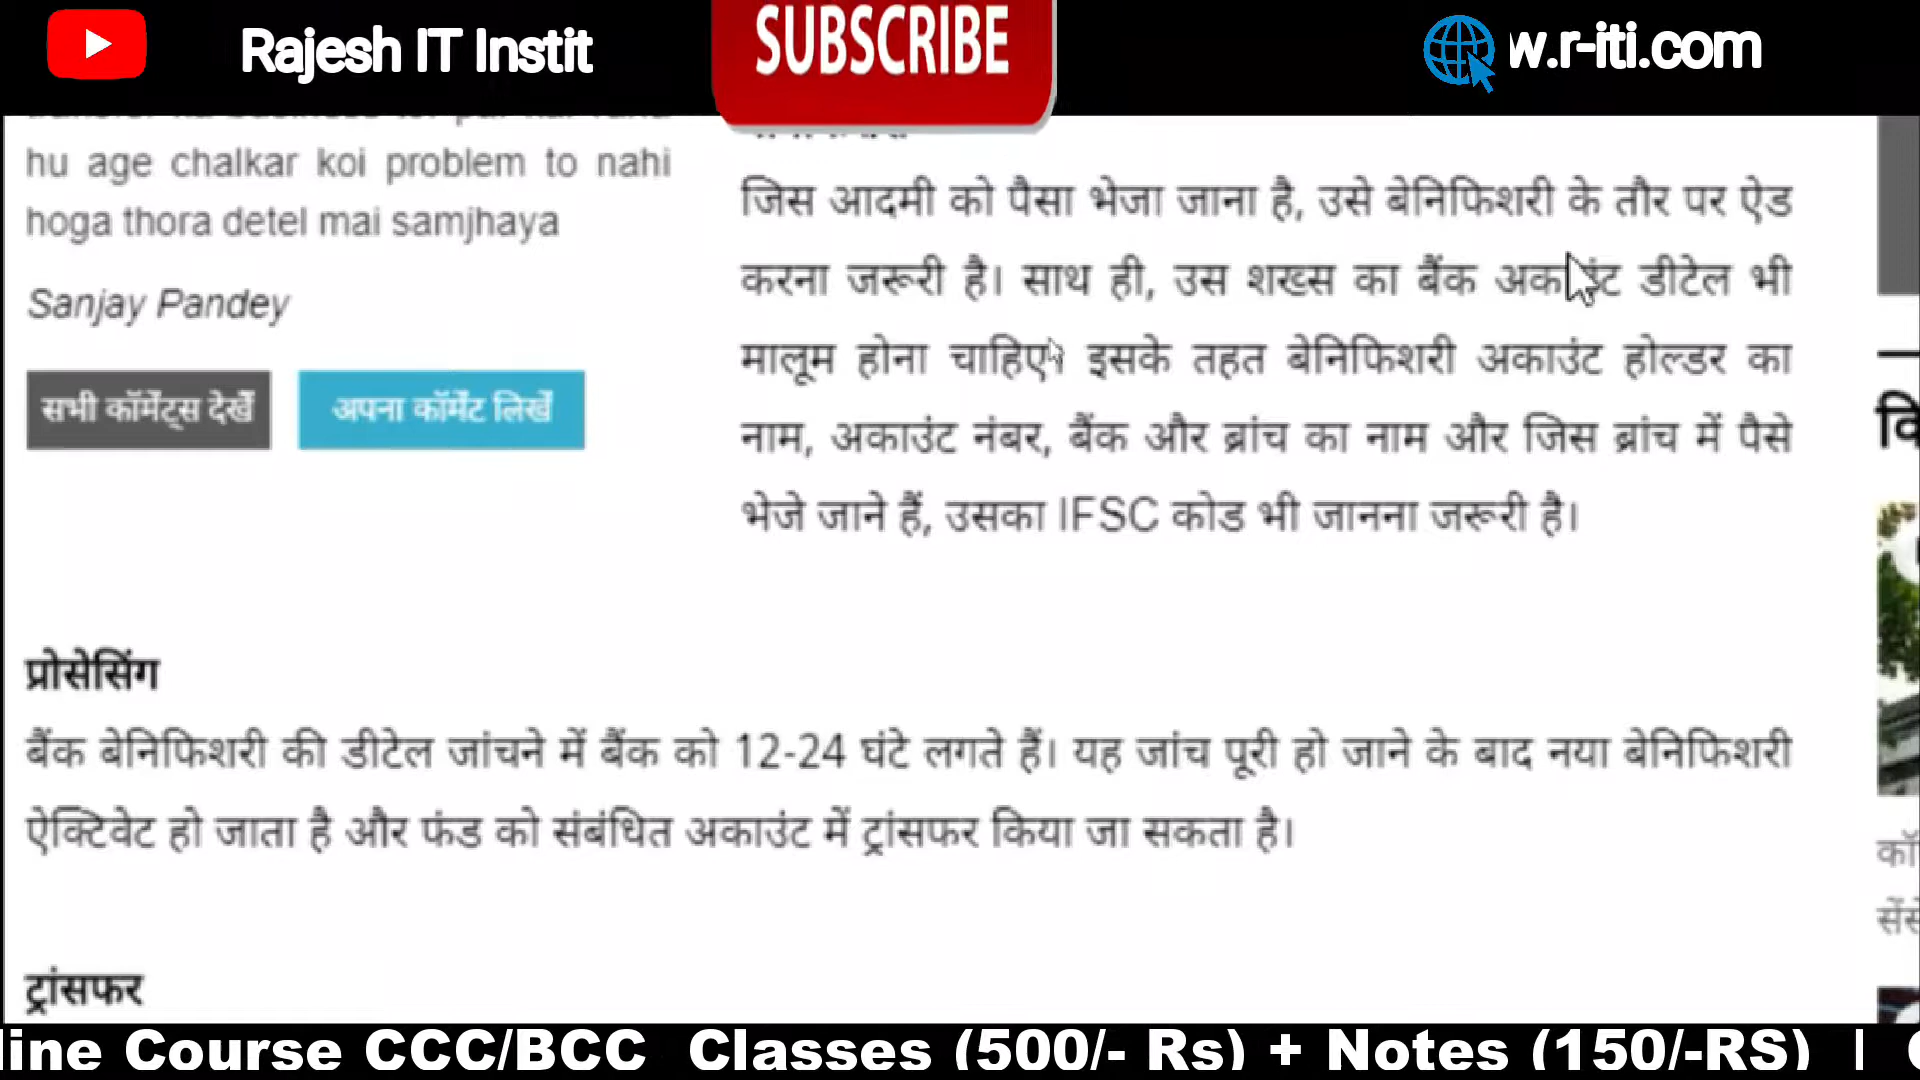 Rajesh IT Instit
SUBSCRIBE
w.r-iti.com
hu age chalkar koi problem to nahi
hoga thora detel mai samjhaya
Sanjay Pandey
सभी कॉमेंट्स देखें
अपना कॉमेंट लिखें
जिस आदमी को पैसा भेजा जाना है, उसे बेनिफिशरी के तौर पर ऐड
करना जरूरी है। साथ ही, उस शख्स का बैंक अकाउंट डीटेल भी
मालूम होना चाहिए। इसके तहत बेनिफिशरी अकाउंट होल्डर का
नाम, अकाउंट नंबर, बैंक और ब्रांच का नाम और जिस ब्रांच में पैसे
भेजे जाने हैं, उसका IFSC कोड भी जानना जरूरी है।
प्रोसेसिंग
बैंक बेनिफिशरी की डीटेल जांचने में बैंक को 12-24 घंटे लगते हैं। यह जांच पूरी हो जाने के बाद नया बेनिफिशरी
ऐक्टिवेट हो जाता है और फंड को संबंधित अकाउंट में ट्रांसफर किया जा सकता है।
ट्रांसफर
वि
कॉ
line Course CCC/BCC Classes (500/- Rs) + Notes (150/-RS) |